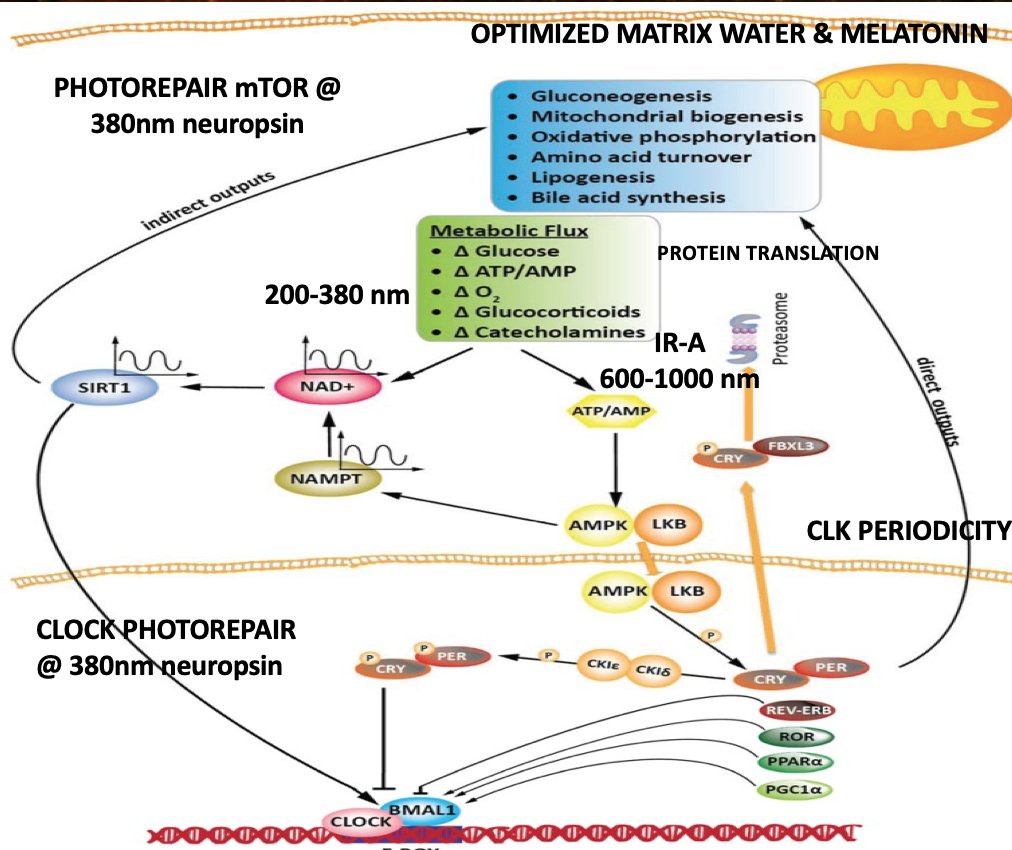 OPTIMIZED MATRIX WATER & MELATONIN
PHOTOREPAIR mTOR @
380nm neuropsin
• Gluconeogenesis
• Mitochondrial biogenesis
• Oxidative phosphorylation
• Amino acid turnover
• Lipogenesis
• Bile acid synthesis
indirect outputs
Metabolic Flux
• Δ Glucose
• Δ ATP/AMP
• Δ O2
• Δ Glucocorticoids
• Δ Catecholamines
PROTEIN TRANSLATION
200-380 nm
IR-A
600-1000 nm
Proteasome
direct outputs
SIRT1
NAD+
ATP/AMP
P
CRY
FBXL3
NAMPT
AMPK
LKB
CLK PERIODICITY
AMPK
LKB
CLOCK PHOTOREPAIR
@ 380nm neuropsin
P
P
CRY
P
PER
P
CKIε
CKIδ
CRY
PER
REV-ERB
ROR
PPARα
PGC1α
BMAL1
CLOCK